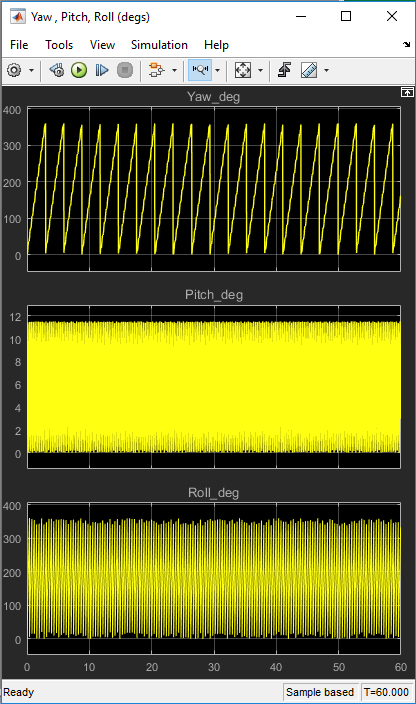 Yaw , Pitch, Roll (degs)
File Tools View Simulation Help
Yaw_deg
400
300
200
100
0
Pitch_deg
12
10
8
6
4
2
0
Roll_deg
400
300
200
100
0
0 10 20 30 40 50 60
Ready Sample based T=60.000